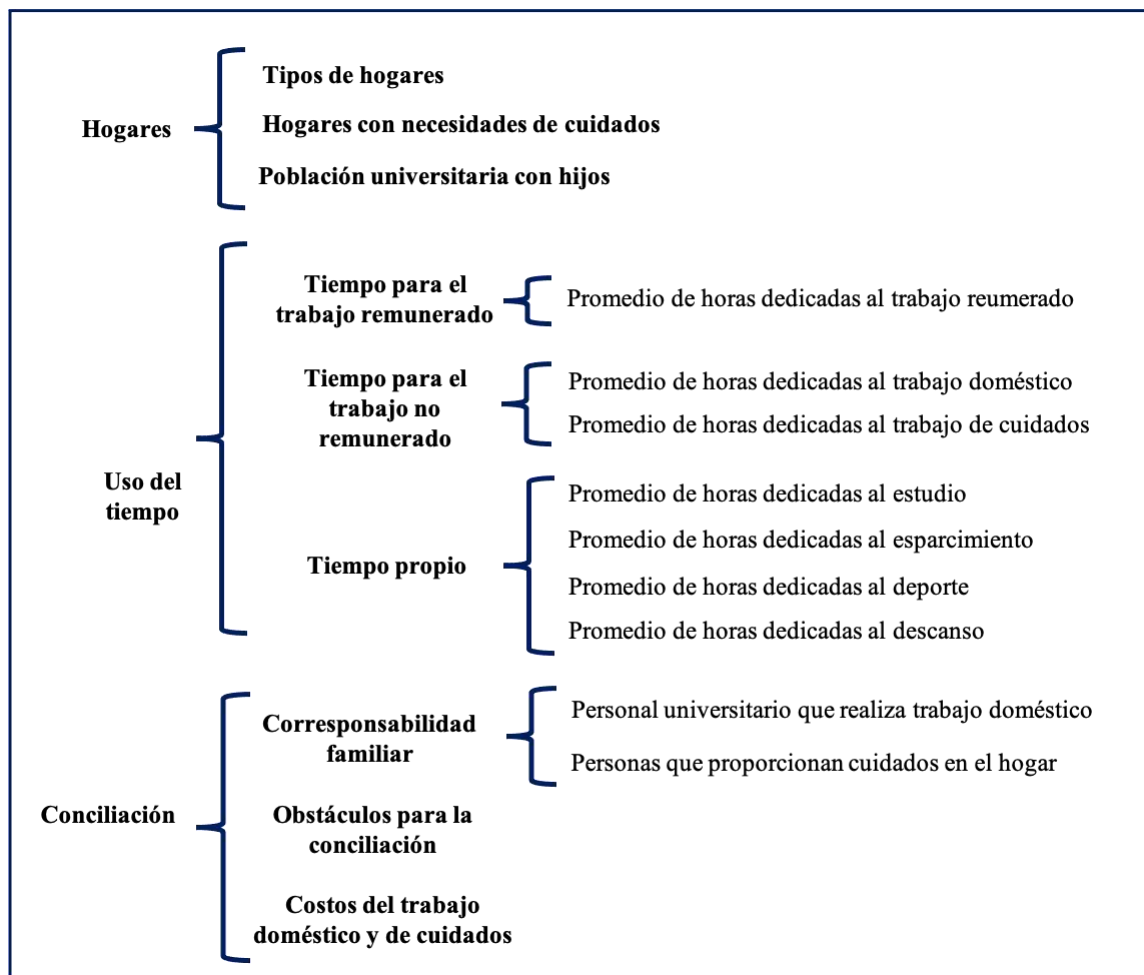 Hogares
Tipos de hogares
Hogares con necesidades de cuidados
Población universitaria con hijos
Uso del
tiempo
Tiempo para el
trabajo remunerado
Promedio de horas dedicadas al trabajo reumerado
Tiempo para el
trabajo no
remunerado
Promedio de horas dedicadas al trabajo doméstico
Promedio de horas dedicadas al trabajo de cuidados
Tiempo propio
Promedio de horas dedicadas al estudio
Promedio de horas dedicadas al esparcimiento
Promedio de horas dedicadas al deporte
Promedio de horas dedicadas al descanso
Conciliación
Corresponsabilidad
familiar
Personal universitario que realiza trabajo doméstico
Personas que proporcionan cuidados en el hogar
Obstáculos para la
conciliación
Costos del trabajo
doméstico y de cuidados